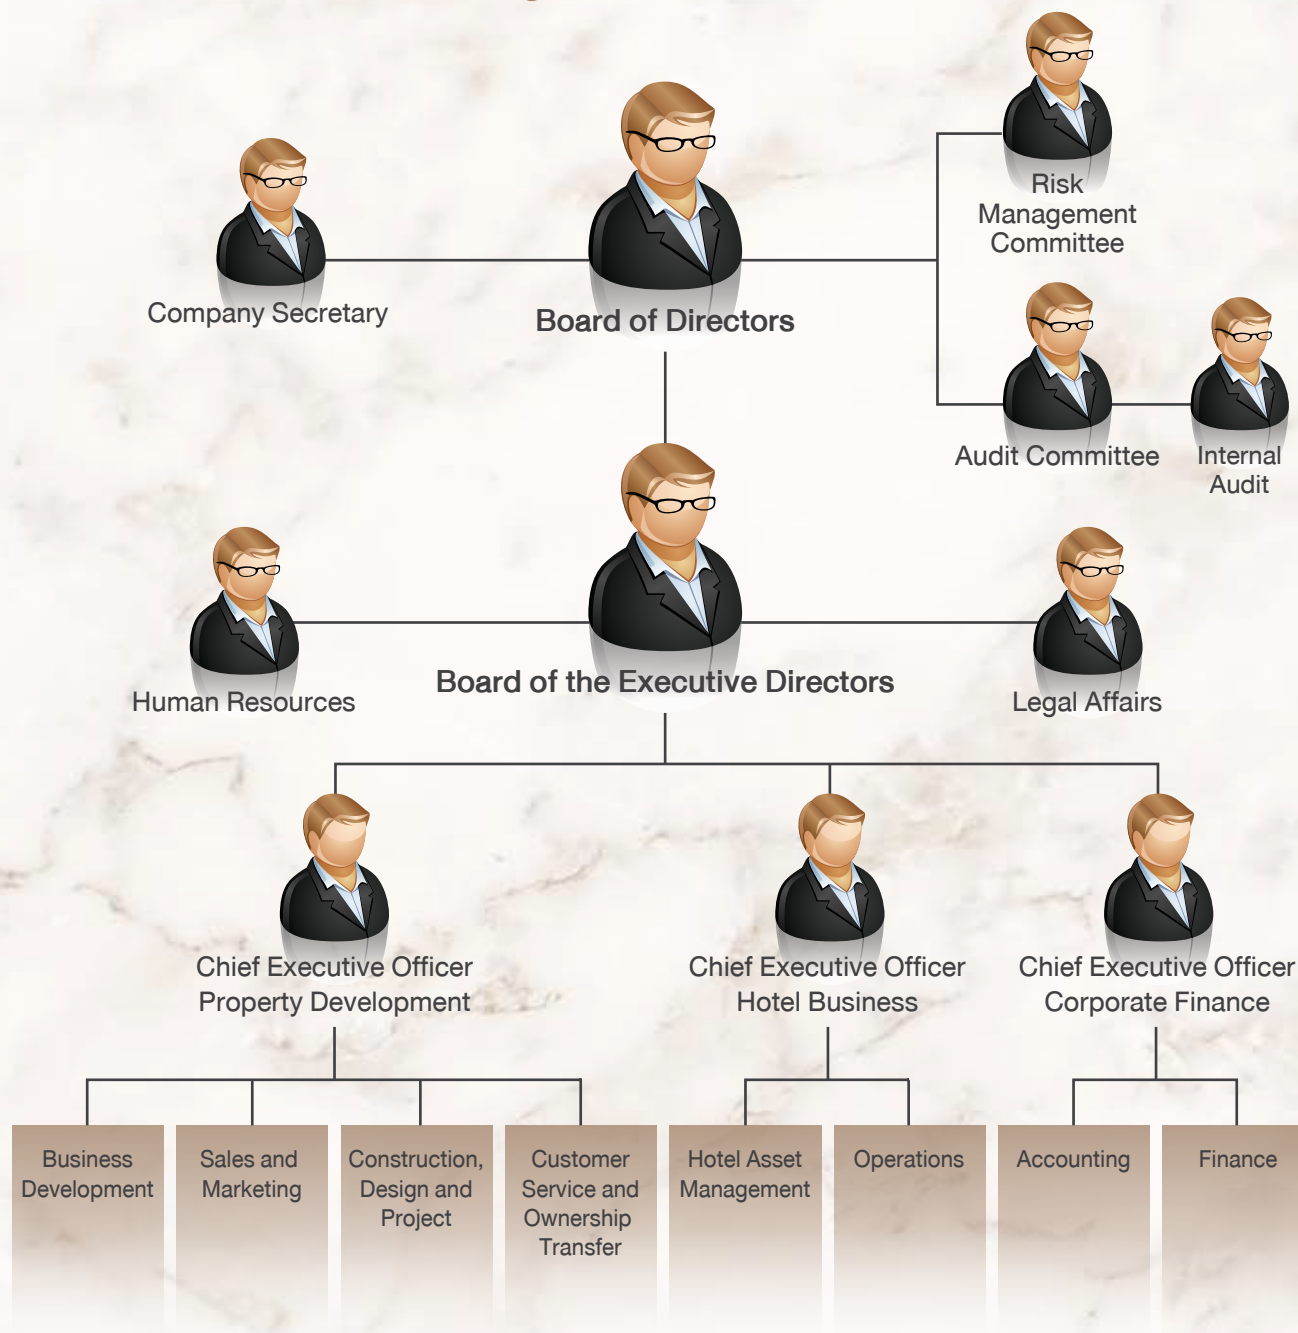 Risk
Management
Committee
Company Secretary
Board of Directors
Audit Committee
Internal
Audit
Human Resources
Board of the Executive Directors
Legal Affairs
Chief Executive Officer
Property Development
Chief Executive Officer
Hotel Business
Chief Executive Officer
Corporate Finance
Business
Development
Sales and
Marketing
Construction,
Design and
Project
Customer
Service and
Ownership
Transfer
Hotel Asset
Management
Operations
Accounting
Finance